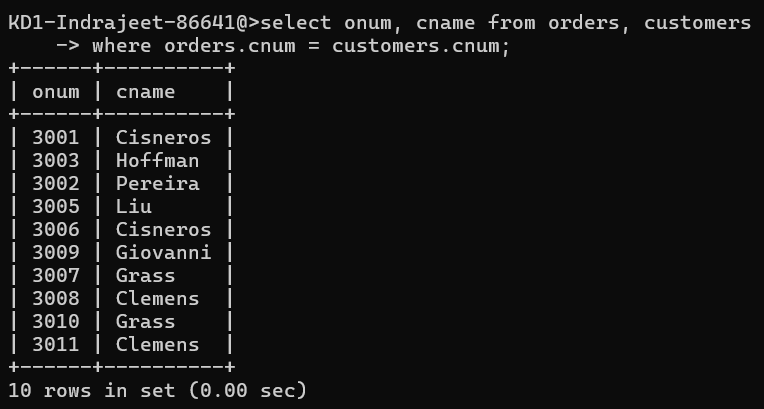 KD1-Indrajeet-86641@>select onum, cname from orders, customers
    -> where orders.cnum = customers.cnum;
+------+----------+
| onum | cname    |
+------+----------+
| 3001 | Cisneros |
| 3003 | Hoffman  |
| 3002 | Pereira  |
| 3005 | Liu      |
| 3006 | Cisneros |
| 3009 | Giovanni |
| 3007 | Grass    |
| 3008 | Clemens  |
| 3010 | Grass    |
| 3011 | Clemens  |
+------+----------+
10 rows in set (0.00 sec)